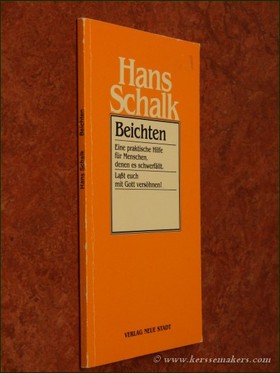 Hans
Schalk
Beichten
Eine praktische Hilfe
für Menschen,
denen es schwerfällt.
Laßt euch
mit Gott versöhnen!
VERLAG NEUE STADT
Hans Schalk Beichten
© www.kerssemakers.com